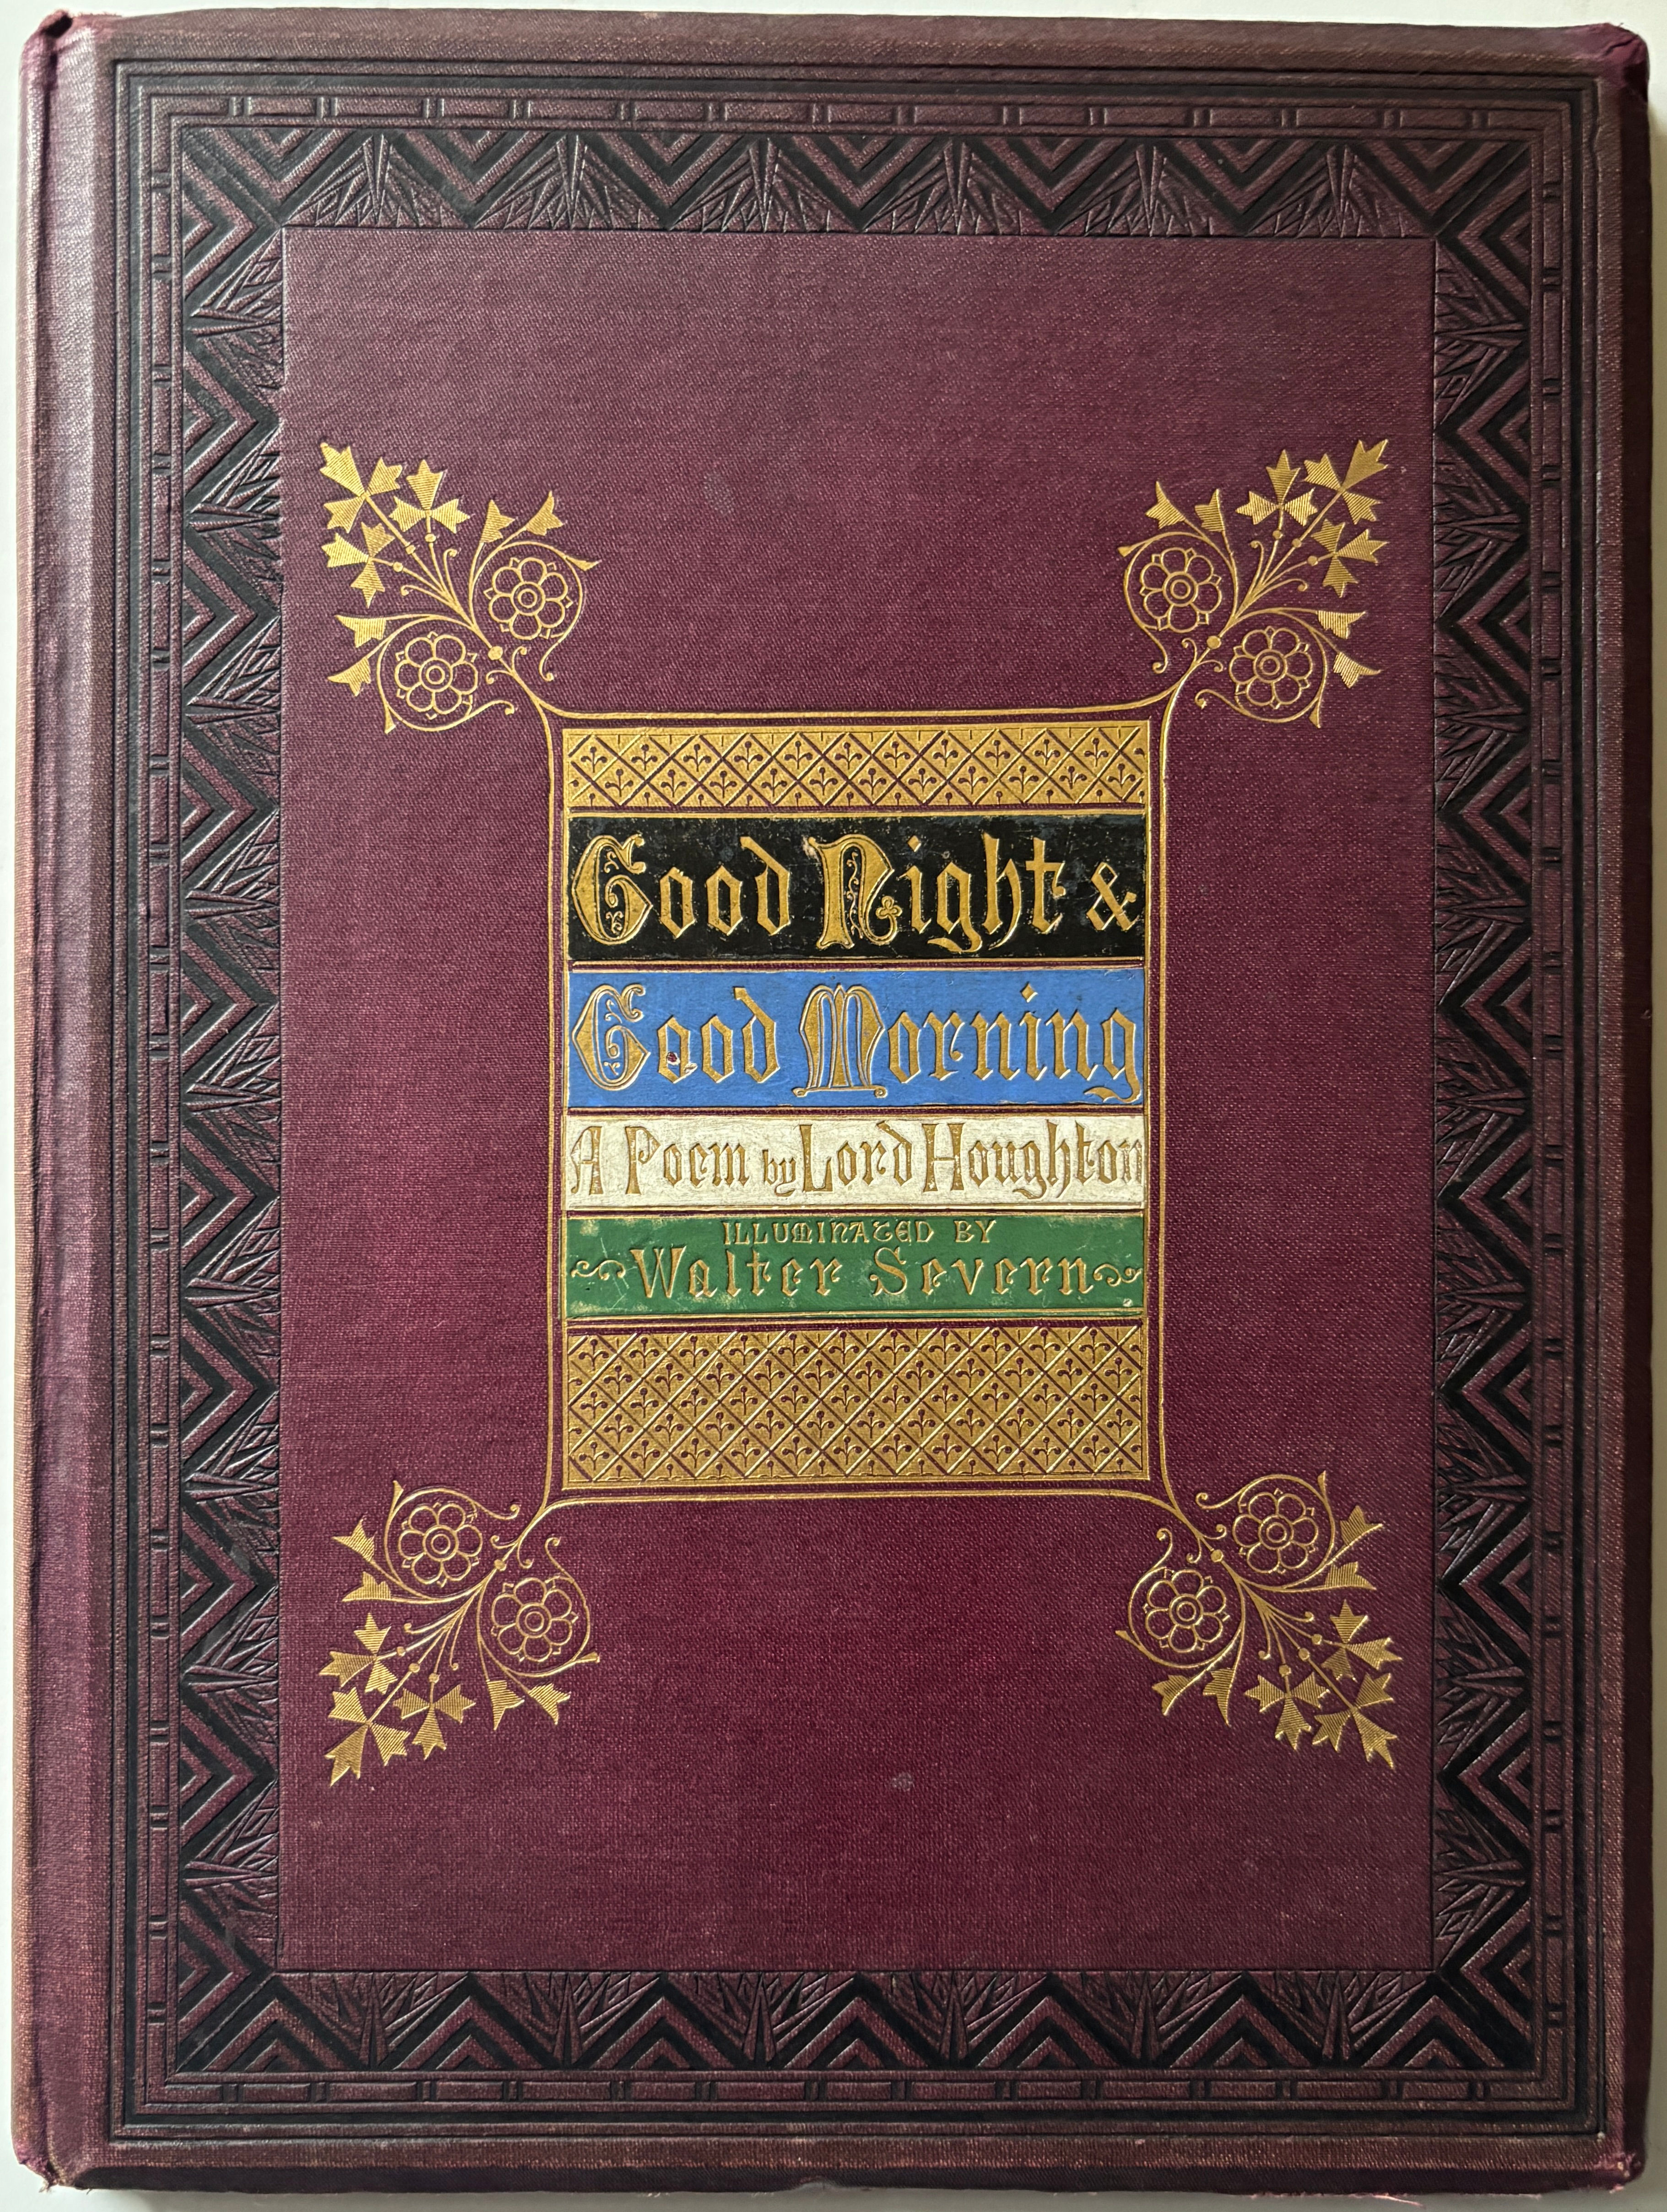 Good Night &
Good Morning
A Poem by Lord Houghton
ILLUMINATED BY
Walter Severn